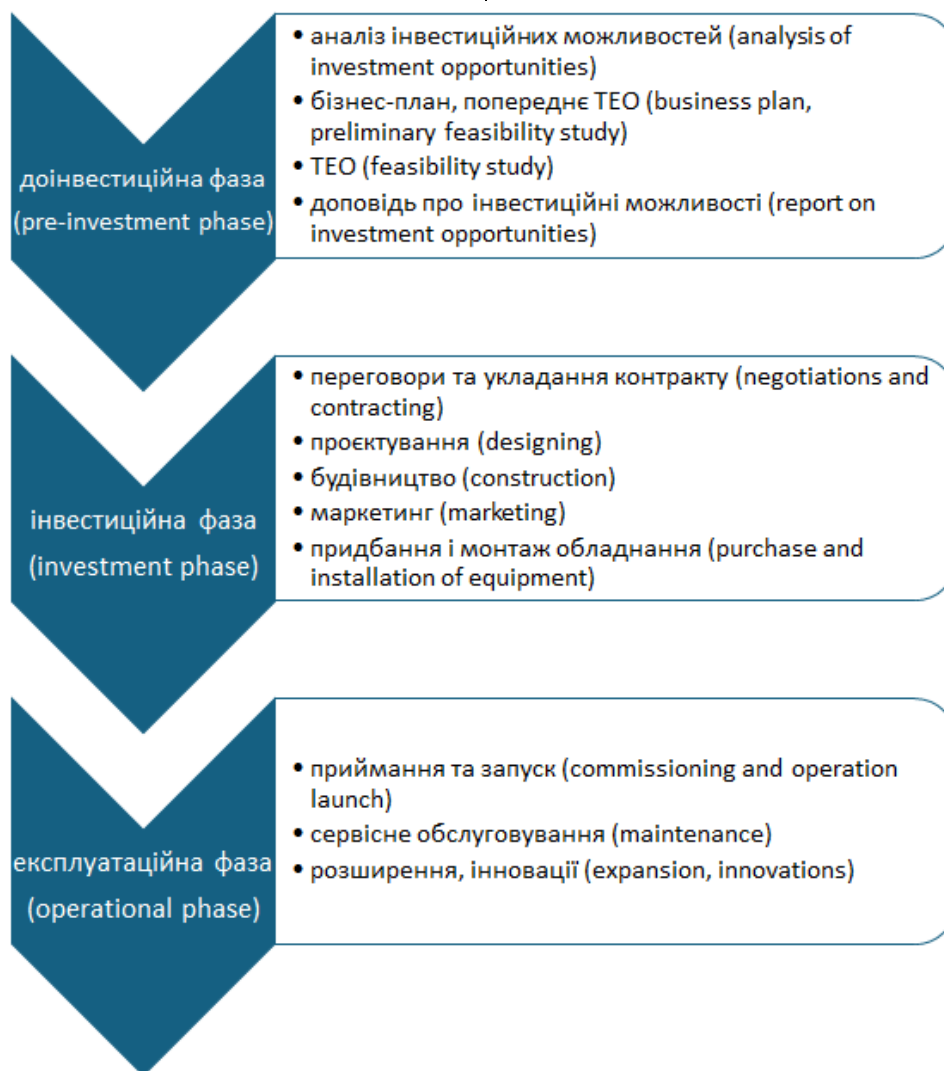 доінвестиційна фаза
(pre-investment phase)
• аналіз інвестиційних можливостей (analysis of
investment opportunities)
• бізнес-план, попереднє ТЕО (business plan,
preliminary feasibility study)
• ТЕО (feasibility study)
• доповідь про інвестиційні можливості (report on
investment opportunities)
інвестиційна фаза
(investment phase)
• переговори та укладання контракту (negotiations and
contracting)
• проєктування (designing)
• будівництво (construction)
• маркетинг (marketing)
• придбання і монтаж обладнання (purchase and
installation of equipment)
експлуатаційна фаза
(operational phase)
• приймання та запуск (commissioning and operation
launch)
• сервісне обслуговування (maintenance)
• розширення, інновації (expansion, innovations)